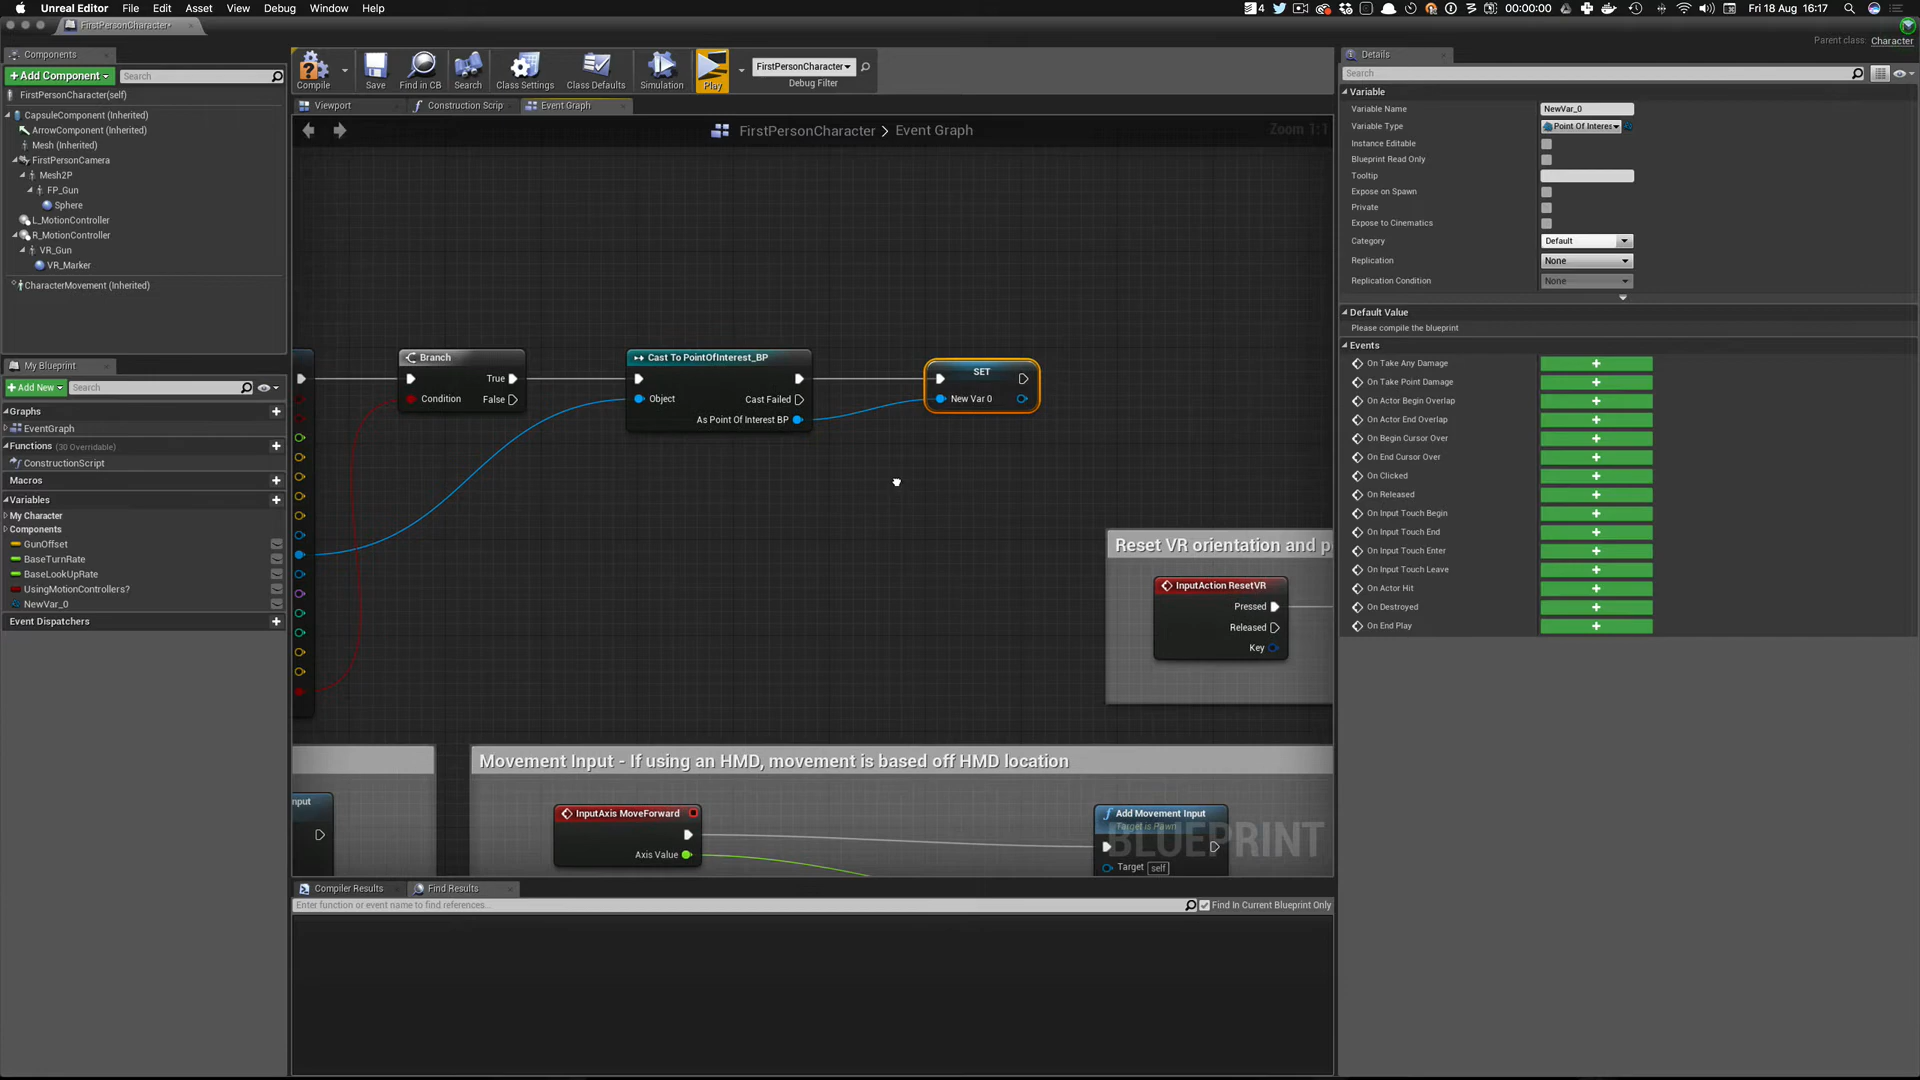 Unreal Editor File Edit Asset View Debug Window Help
4 00:00:00 Fri 18 Aug 16:17
FirstPersonCharacter*
Parent class: Character
Components
+ Add Component Search
FirstPersonCharacter(self)
CapsuleComponent (Inherited)
ArrowComponent (Inherited)
Mesh (Inherited)
FirstPersonCamera
Mesh2P
FP_Gun
Sphere
L_MotionController
R_MotionController
VR_Gun
VR_Marker
CharacterMovement (Inherited)
My Blueprint
+ Add New Search
Graphs
EventGraph
Functions (30 Overridable)
ConstructionScript
Macros
Variables
My Character
Components
GunOffset
BaseTurnRate
BaseLookUpRate
UsingMotionControllers?
NewVar_0
Event Dispatchers
Compile Save Find in CB Search Class Settings Class Defaults Simulation Play
FirstPersonCharacter
Debug Filter
Viewport Construction Scrip Event Graph
FirstPersonCharacter > Event Graph
Zoom 1:1
Branch
True
Condition False
Cast To PointOfInterest_BP
Object Cast Failed
As Point Of Interest BP
SET
New Var 0
Reset VR orientation and p
InputAction ResetVR
Pressed
Released
Key
Movement Input - If using an HMD, movement is based off HMD location
nput
InputAxis MoveForward
Axis Value
Add Movement Input
Target is Pawn
Target self
BLUEPRINT
Compiler Results Find Results
Enter function or event name to find references...
Find In Current Blueprint Only
Details
Search
Variable
Variable Name NewVar_0
Variable Type Point Of Interes
Instance Editable
Blueprint Read Only
Tooltip
Expose on Spawn
Private
Expose to Cinematics
Category Default
Replication None
Replication Condition None
Default Value
Please compile the blueprint
Events
On Take Any Damage
On Take Point Damage
On Actor Begin Overlap
On Actor End Overlap
On Begin Cursor Over
On End Cursor Over
On Clicked
On Released
On Input Touch Begin
On Input Touch End
On Input Touch Enter
On Input Touch Leave
On Actor Hit
On Destroyed
On End Play